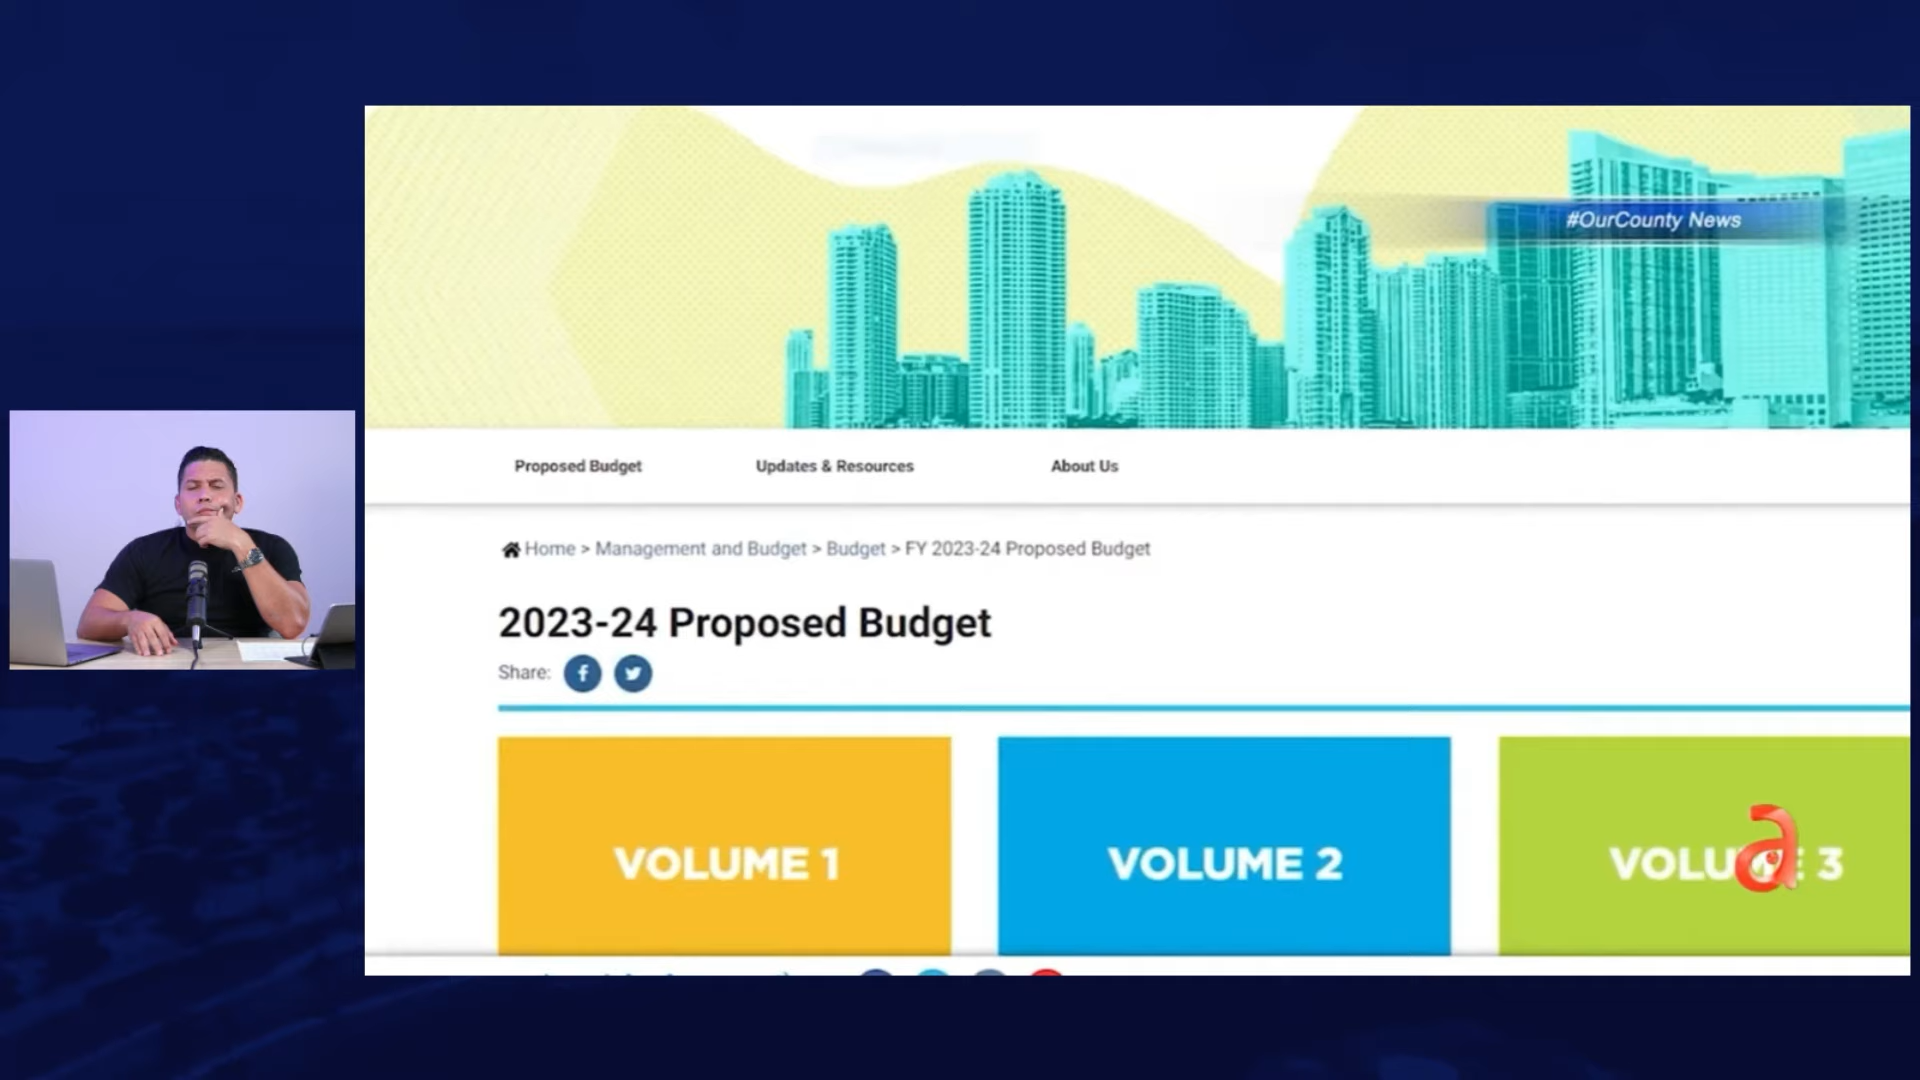 #OurCounty News
Proposed Budget
Updates & Resources
About Us
Home > Management and Budget > Budget > FY 2023-24 Proposed Budget
2023-24 Proposed Budget
Share:
VOLUME 1
VOLUME 2
VOLUME 3
a